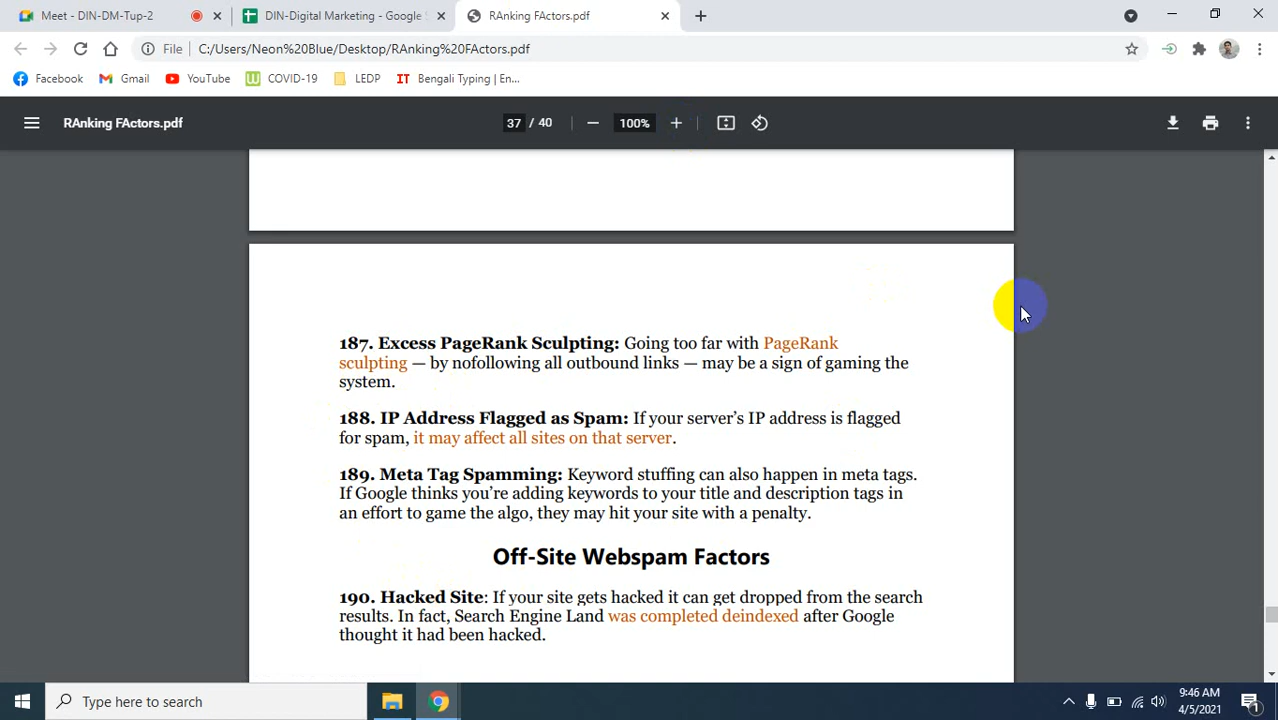 Meet - DIN-DM-Tup-2
DIN-Digital Marketing - Google S
RAnking FActors.pdf
File C:/Users/Neon%20Blue/Desktop/RAnking%20FActors.pdf
Facebook
Gmail
YouTube
COVID-19
LEDP
IT Bengali Typing | En...
RAnking FActors.pdf
37 / 40
100%
187. Excess PageRank Sculpting: Going too far with PageRank
sculpting — by nofollowing all outbound links — may be a sign of gaming the
system.
188. IP Address Flagged as Spam: If your server’s IP address is flagged
for spam, it may affect all sites on that server.
189. Meta Tag Spamming: Keyword stuffing can also happen in meta tags.
If Google thinks you’re adding keywords to your title and description tags in
an effort to game the algo, they may hit your site with a penalty.
Off-Site Webspam Factors
190. Hacked Site: If your site gets hacked it can get dropped from the search
results. In fact, Search Engine Land was completed deindexed after Google
thought it had been hacked.
Type here to search
9:46 AM
4/5/2021
1